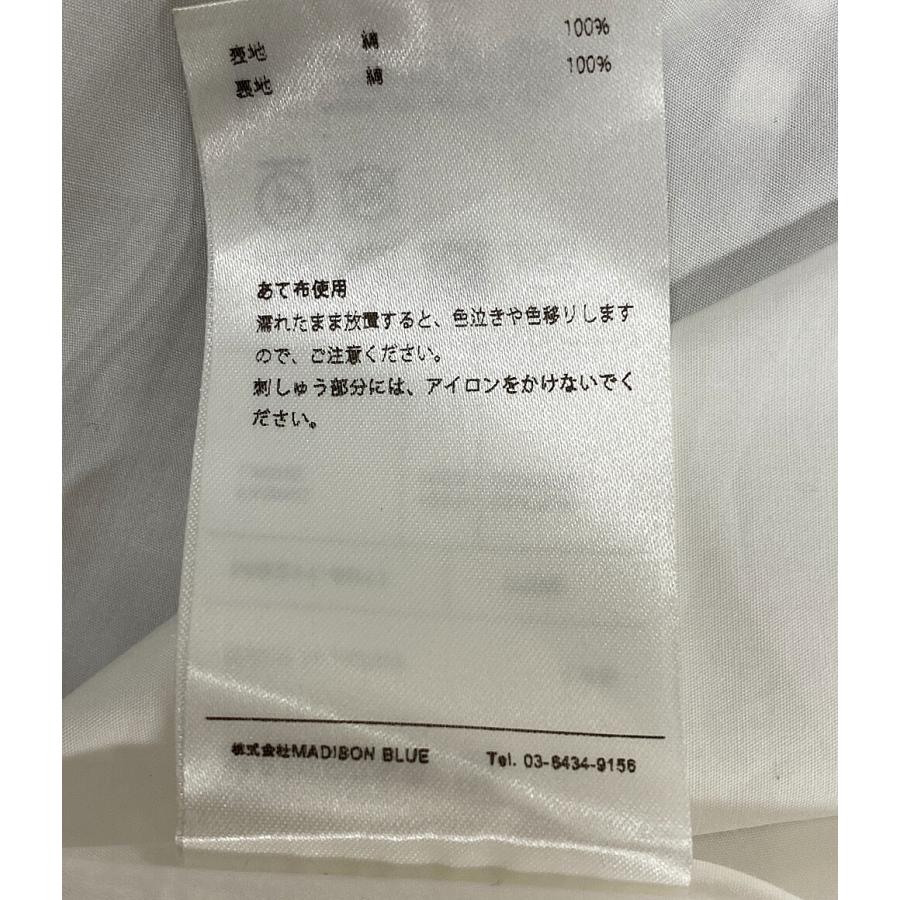 表地 綿 100%
裏地 綿 100%
あて布使用
濡れたまま放置すると、色泣きや色移りします
ので、ご注意ください。
刺しゅう部分には、アイロンをかけないでく
ださい。
株式会社MADISON BLUE Tel. 03-6434-9156